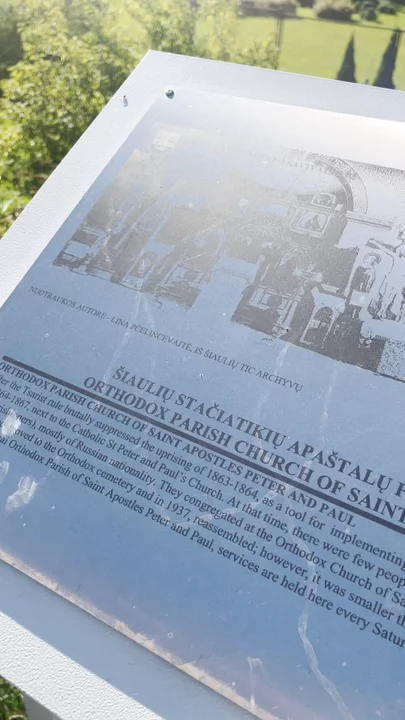 NUOTRAUKOS AUTORĖ - LINA PČELINCEVAITĖ, IŠ ŠIAULIŲ TIC ARCHYVŲ
ŠIAULIŲ STAČIATIKIŲ APAŠTALŲ
ORTHODOX PARISH CHURCH OF SAINT
ORTHODOX PARISH CHURCH OF SAINT APOSTLES PETER AND PAUL
the Tsarist rule brutally suppressed the uprising of 1863-1864, as a tool for implementing
next to the Catholic St Peter and Paul's Church. At that time, there were few peop
mostly of Russian nationality. They congregated at the Orthodox Church of Sa
to the Orthodox cemetery and in 1937, reassembled, however, it was smaller th
Orthodox Parish of Saint Apostles Peter and Paul, services are held here every Satur